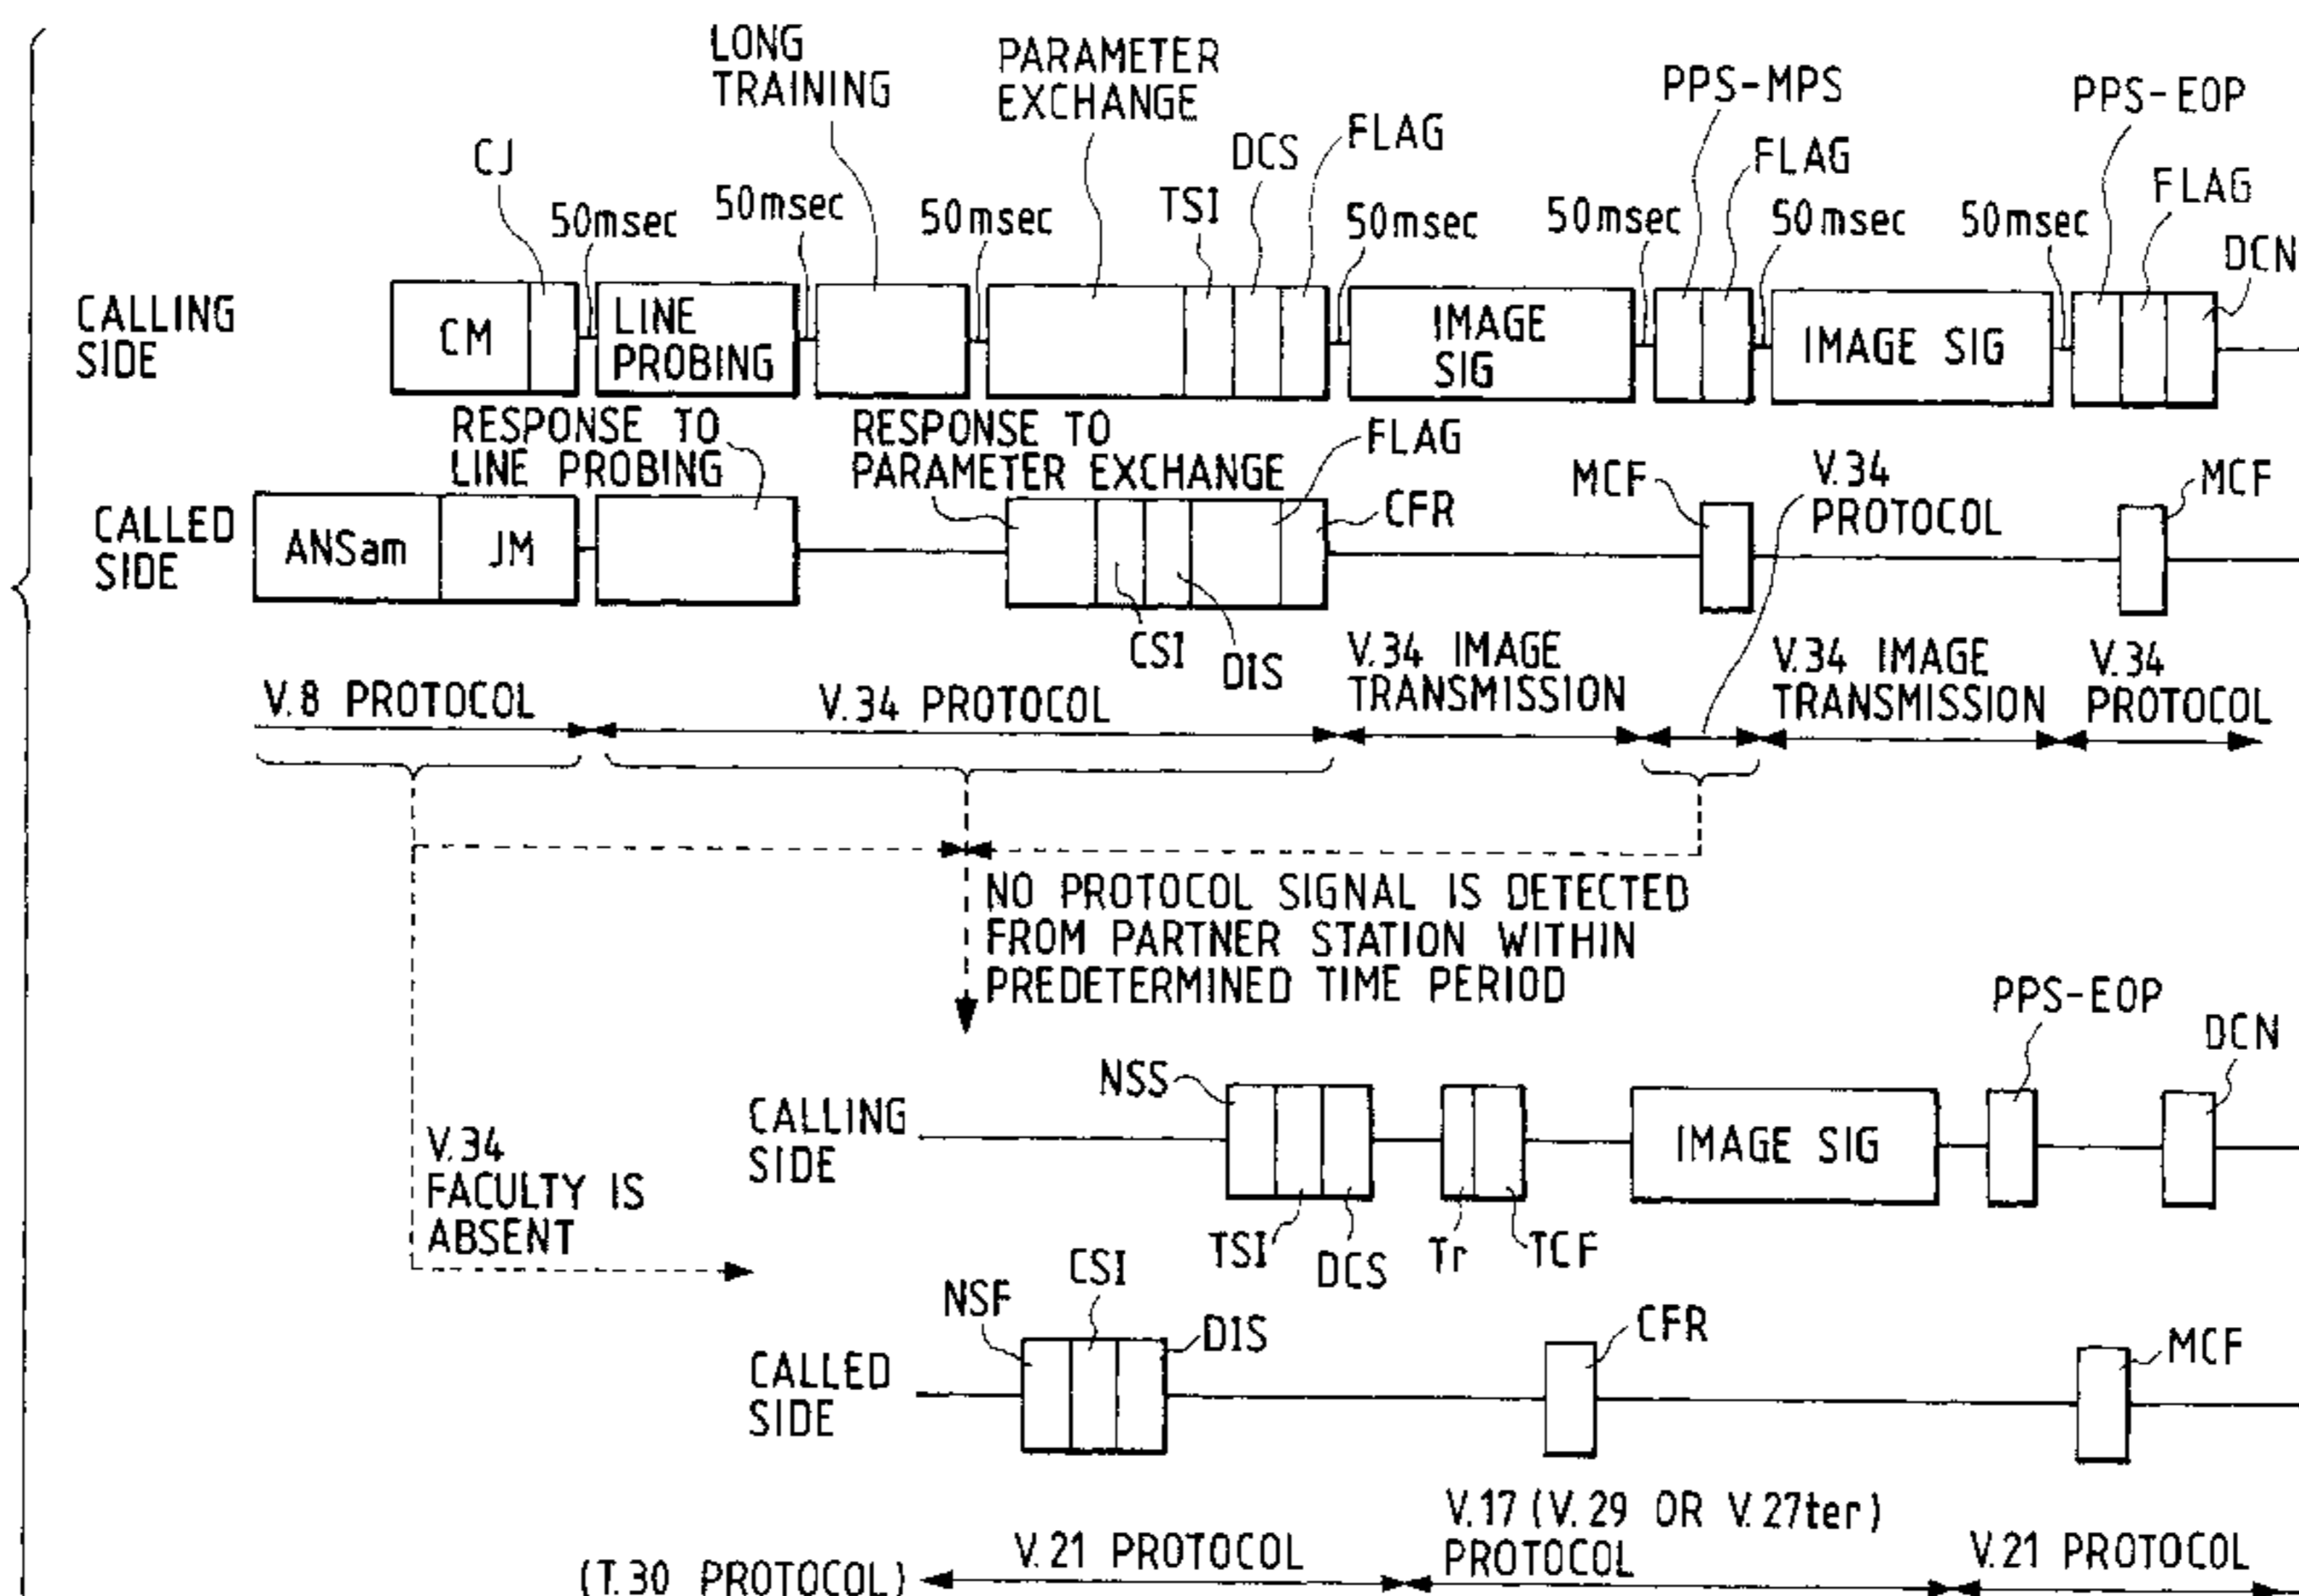 LONG
TRAINING
PARAMETER
EXCHANGE
PPS-MPS
PPS-EOP
CJ
DCS
FLAG
FLAG
TSI
FLAG
50msec
50msec
50msec
50msec
50msec
50msec
50msec
DCN
CALLING
SIDE
CM
LINE
PROBING
IMAGE
SIG
IMAGE SIG
RESPONSE TO
LINE PROBING
RESPONSE TO
PARAMETER EXCHANGE
FLAG
MCF
V.34
PROTOCOL
MCF
CALLED
SIDE
ANSam
JM
CFR
CSI
DIS
V.8 PROTOCOL
V.34 PROTOCOL
V.34 IMAGE
TRANSMISSION
V.34 IMAGE
TRANSMISSION
V.34
PROTOCOL
NO PROTOCOL SIGNAL IS DETECTED
FROM PARTNER STATION WITHIN
PREDETERMINED TIME PERIOD
PPS-EOP
DCN
NSS
CALLING
SIDE
IMAGE SIG
V.34
FACULTY IS
ABSENT
TSI
DCS
Tr
TCF
NSF
CSI
DIS
CFR
MCF
CALLED
SIDE
(T.30 PROTOCOL)
V.21 PROTOCOL
V.17 (V.29 OR V.27ter)
PROTOCOL
V.21 PROTOCOL